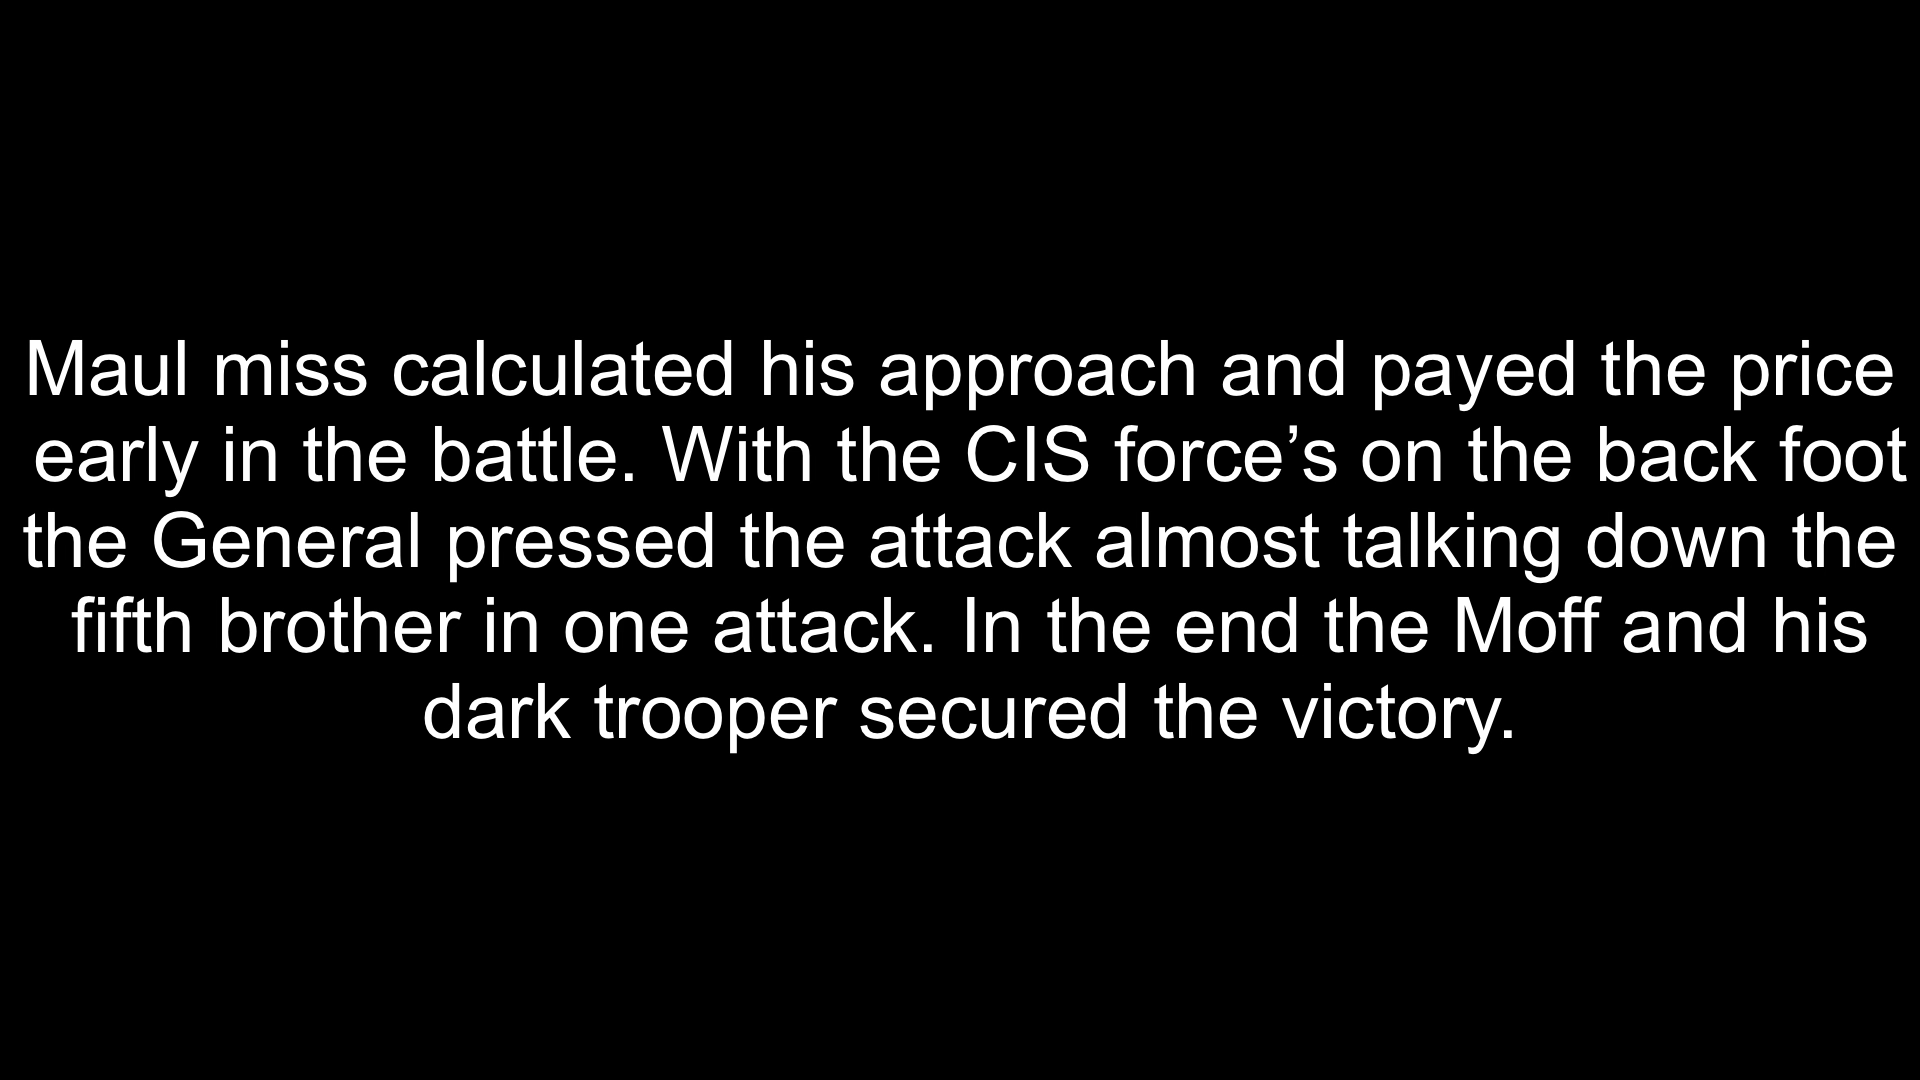 Maul miss calculated his approach and payed the price
early in the battle. With the CIS force’s on the back foot
the General pressed the attack almost talking down the
fifth brother in one attack. In the end the Moff and his
dark trooper secured the victory.